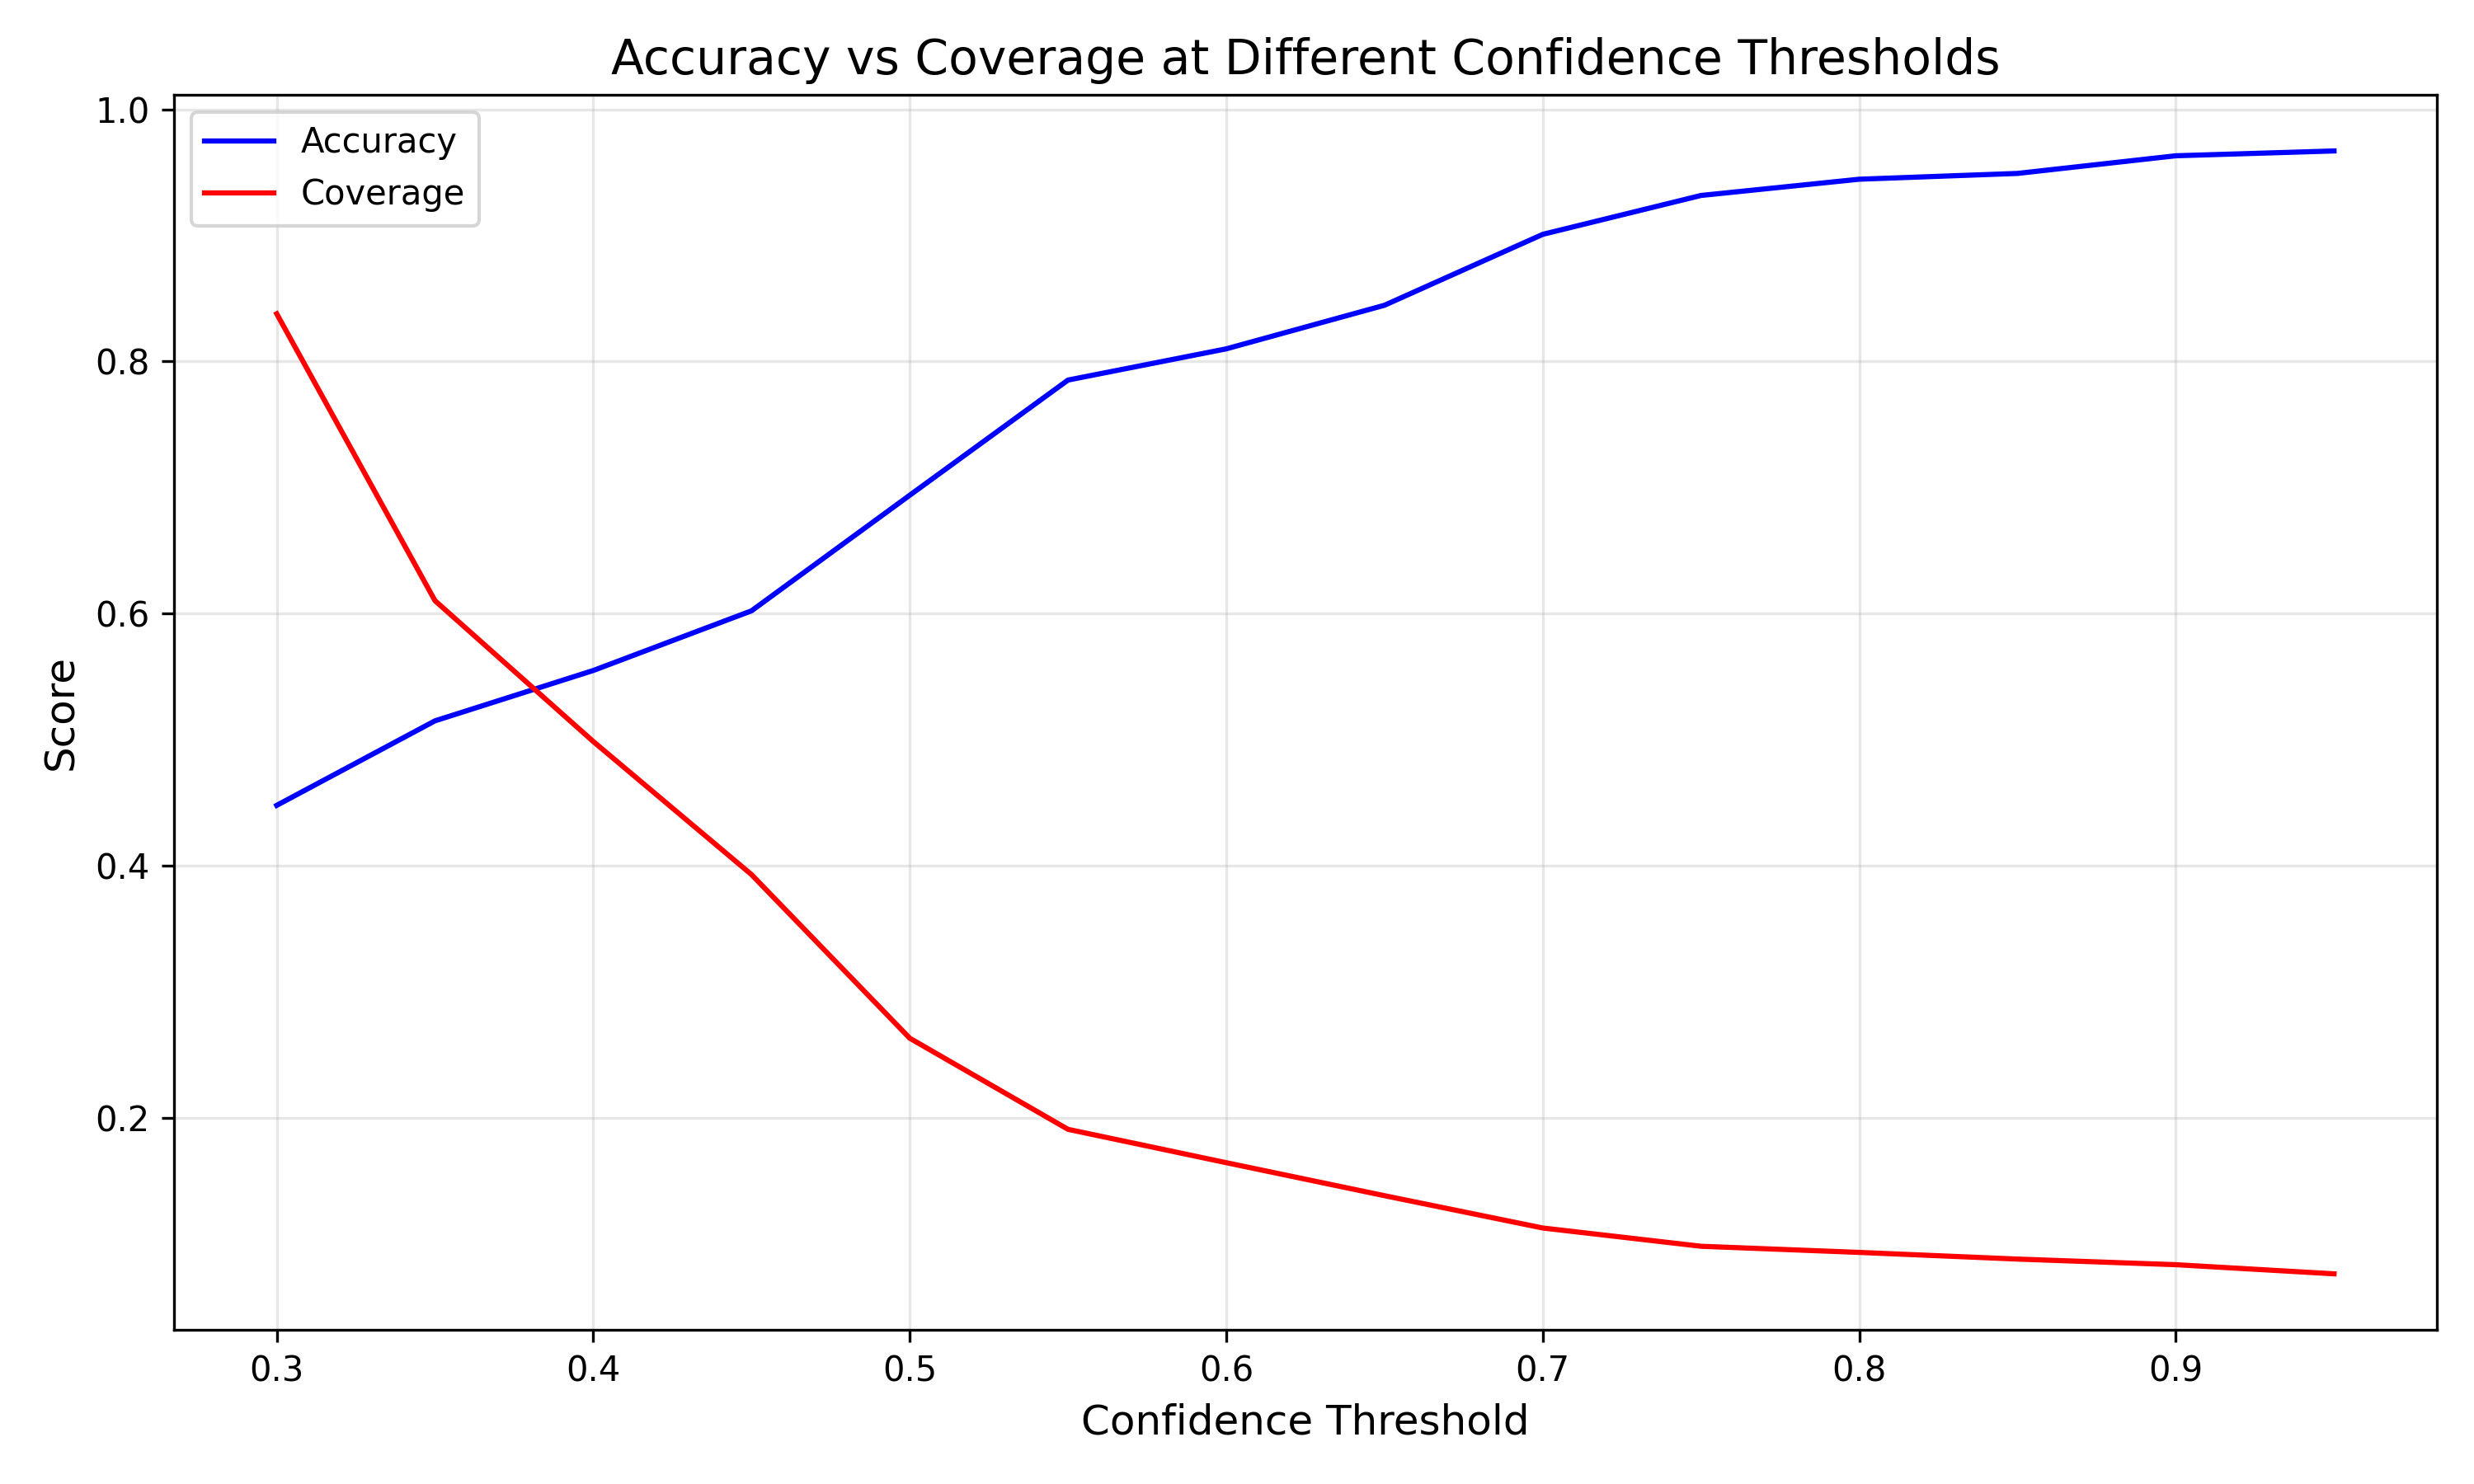 Accuracy vs Coverage at Different Confidence Thresholds
1.0
Accuracy
Coverage
0.8
0.6
Score
0.4
0.2
0.3 0.4 0.5 0.6 0.7 0.8 0.9
Confidence Threshold